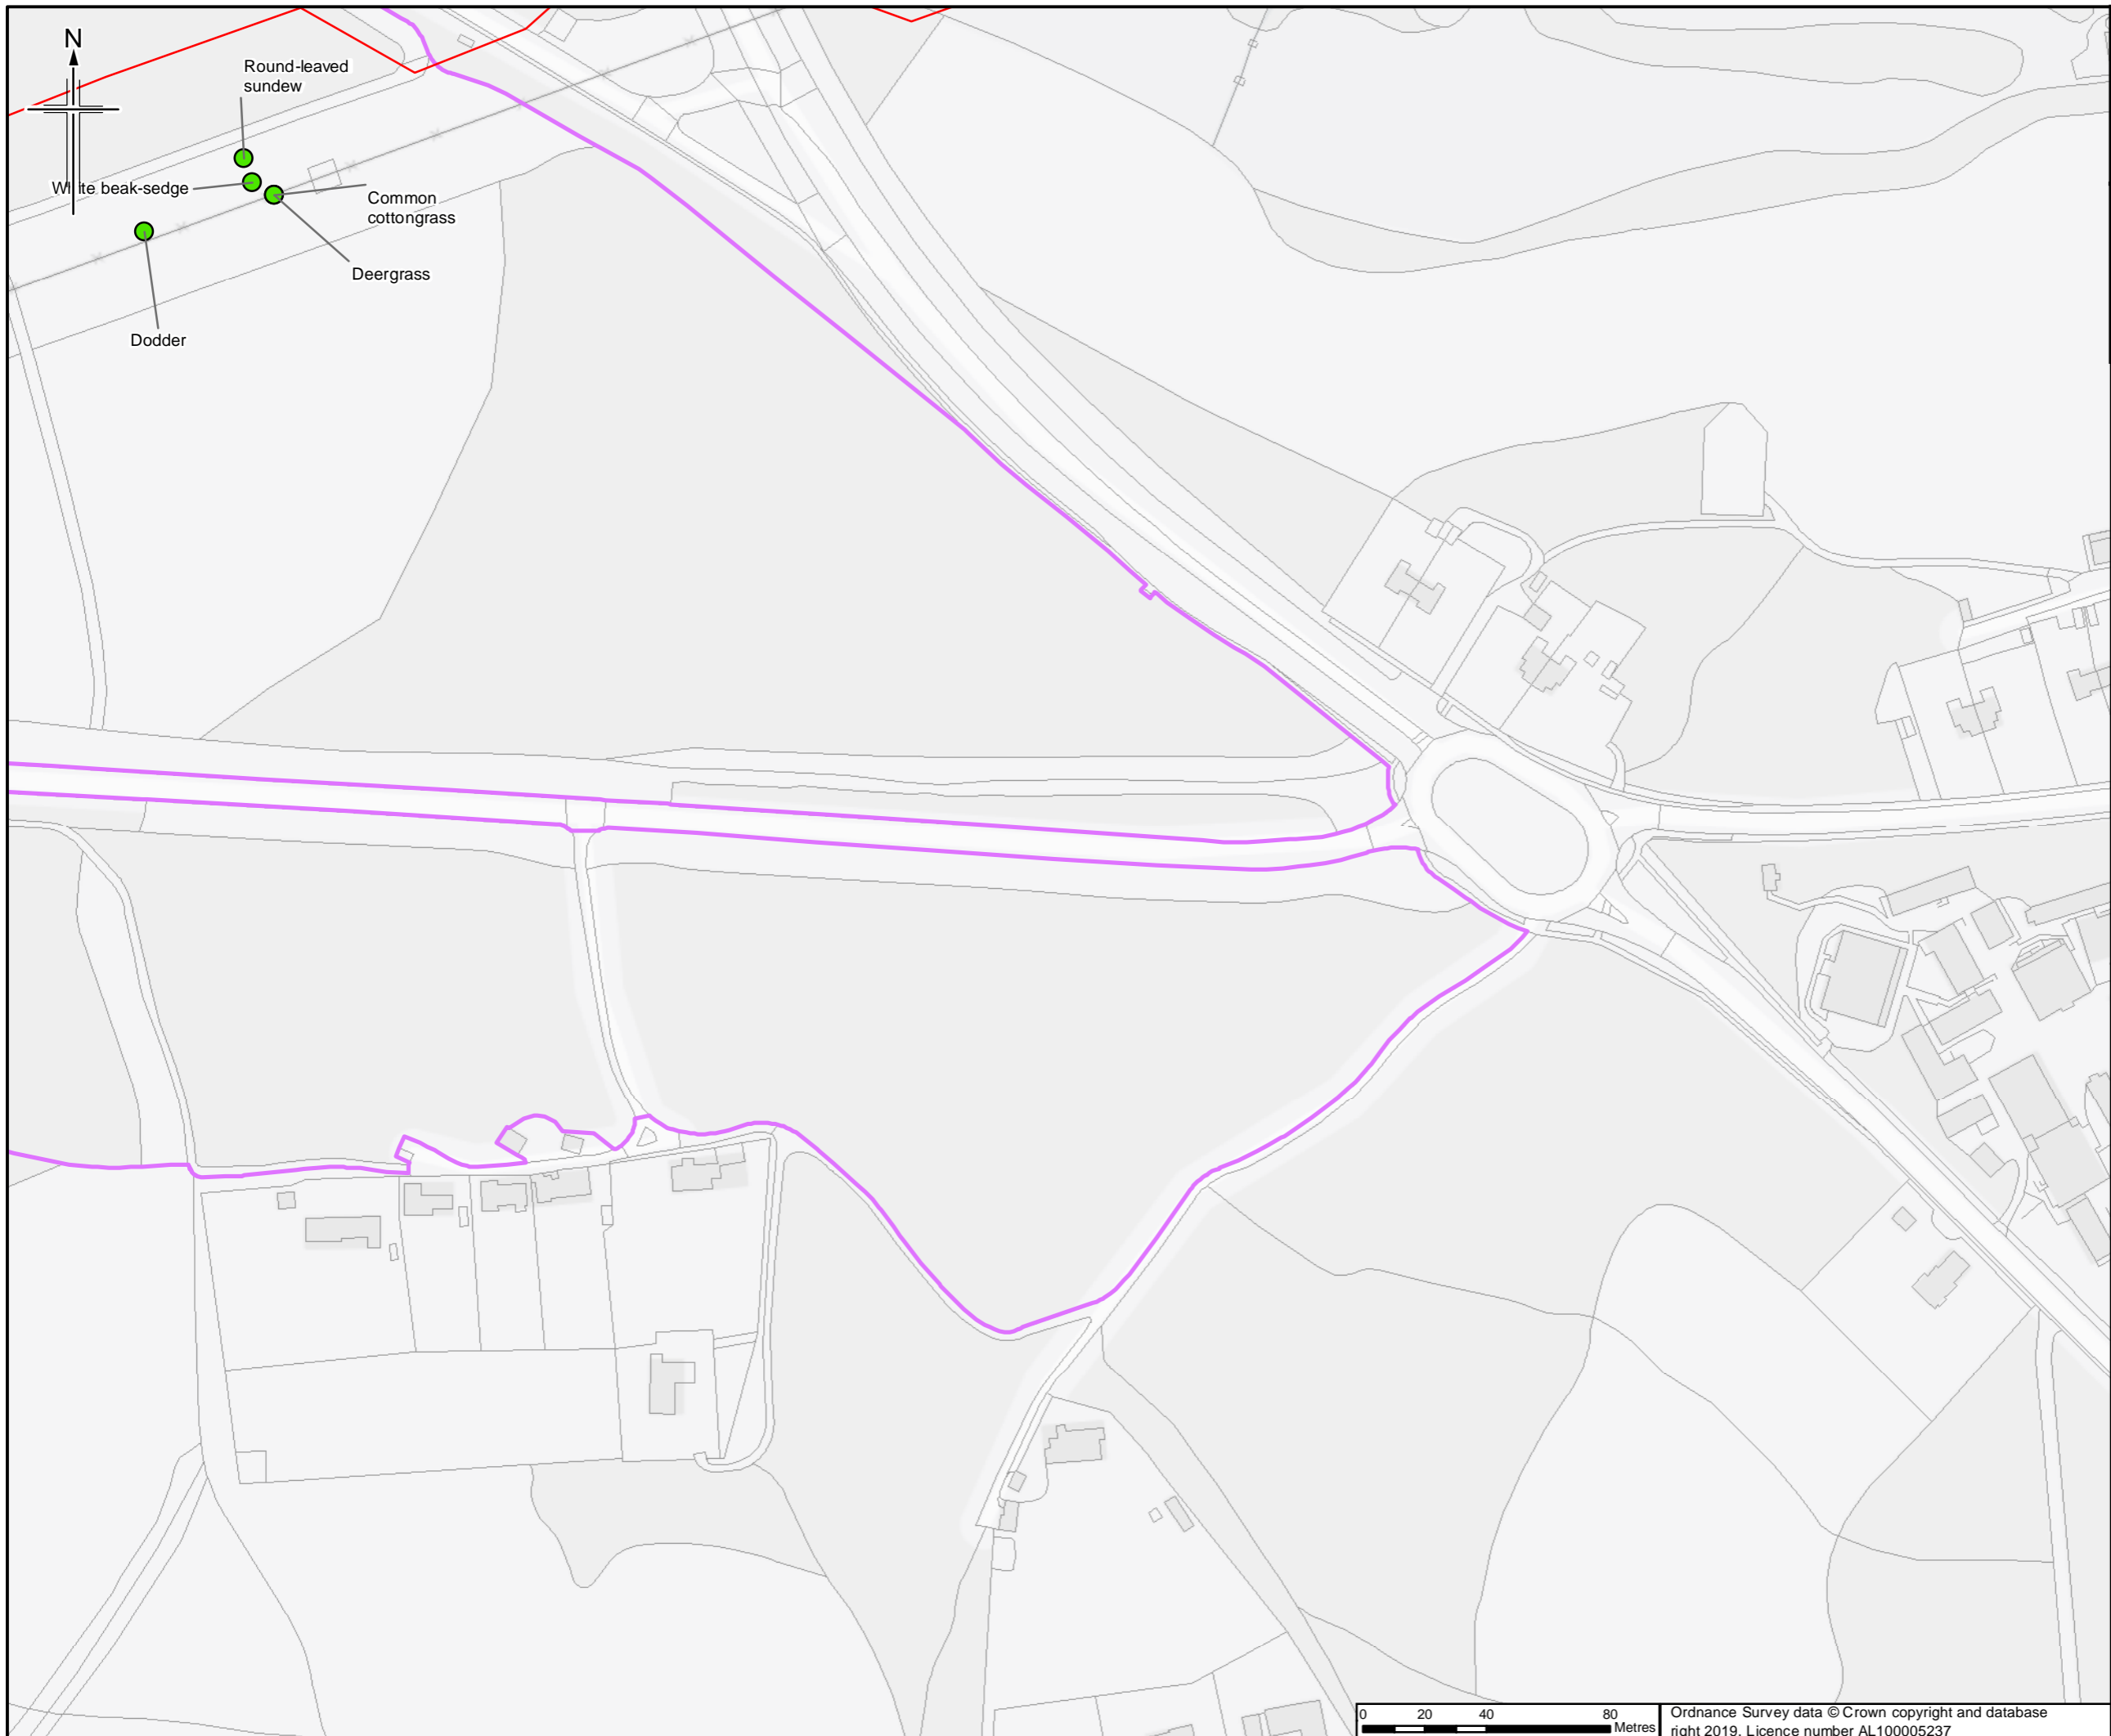 N
Round-leaved
sundew
White beak-sedge
Common
cottongrass
Deergrass
Dodder
0 20 40 80
Metres
Ordnance Survey data © Crown copyright and database
right 2019. Licence number AL100005237